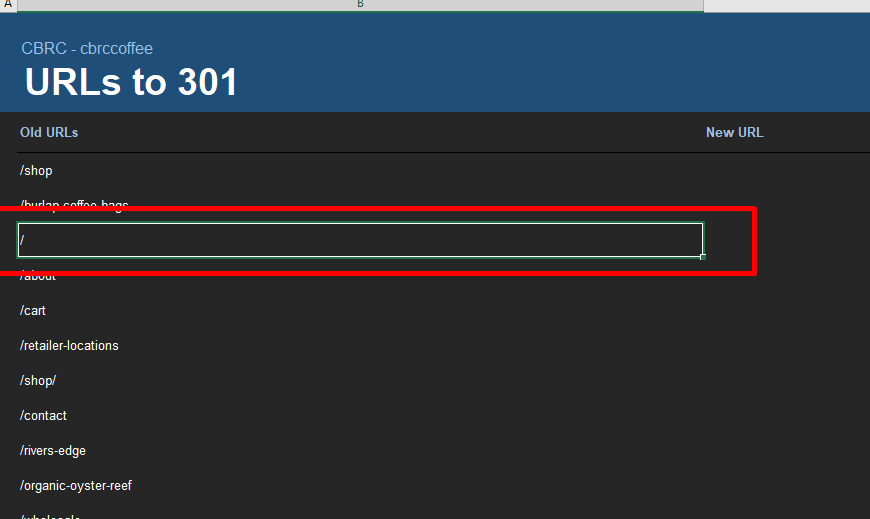 A B
CBRC - cbrccoffee
URLs to 301
Old URLs New URL
/shop
/burlap-coffee-bags
/
/about
/cart
/retailer-locations
/shop/
/contact
/rivers-edge
/organic-oyster-reef
/wholesale